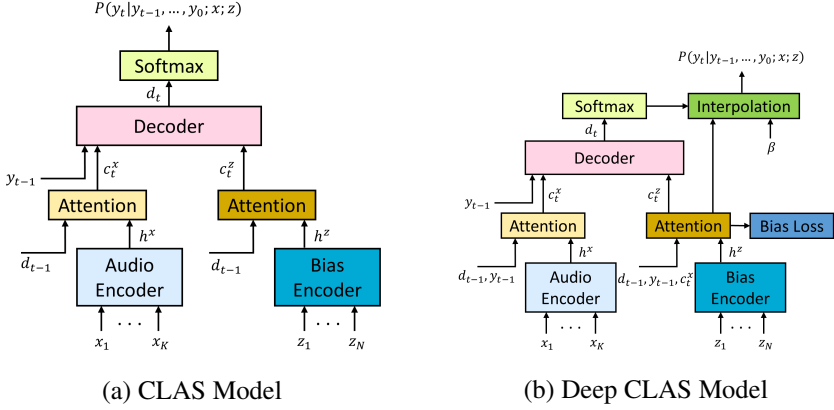 P(y_t|y_{t−1}, ..., y_0; x; z)
Softmax
d_t
Decoder
y_{t−1}
c_t^x
c_t^z
Attention
Attention
h^x
h^z
d_{t−1}
d_{t−1}
Audio
Encoder
Bias
Encoder
x_1
· · ·
x_K
z_1
· · ·
z_N
(a) CLAS Model
P(y_t|y_{t−1}, ..., y_0; x; z)
Softmax
Interpolation
d_t
β
Decoder
y_{t−1}
c_t^x
c_t^z
Attention
Attention
Bias Loss
h^x
h^z
d_{t−1}, y_{t−1}
d_{t−1}, y_{t−1}, c_t^x
Audio
Encoder
Bias
Encoder
x_1
· · ·
x_K
z_1
· · ·
z_N
(b) Deep CLAS Model